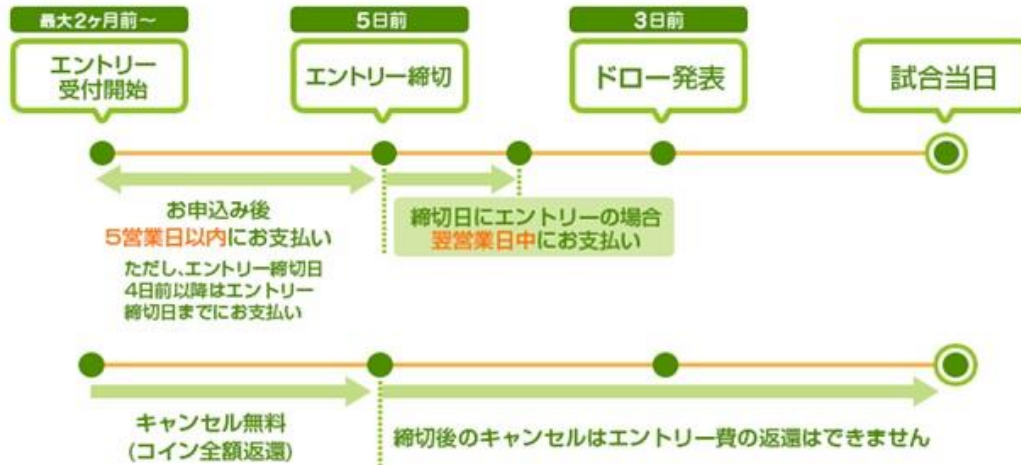 最大2ヶ月前～
5日前
3日前
エントリー
受付開始
エントリー締切
ドロー発表
試合当日
お申込み後
5営業日以内にお支払い
ただし、エントリー締切日
4日前以降はエントリー
締切日までにお支払い
締切日にエントリーの場合
翌営業日中にお支払い
キャンセル無料
(コイン全額返還)
締切後のキャンセルはエントリー費の返還はできません